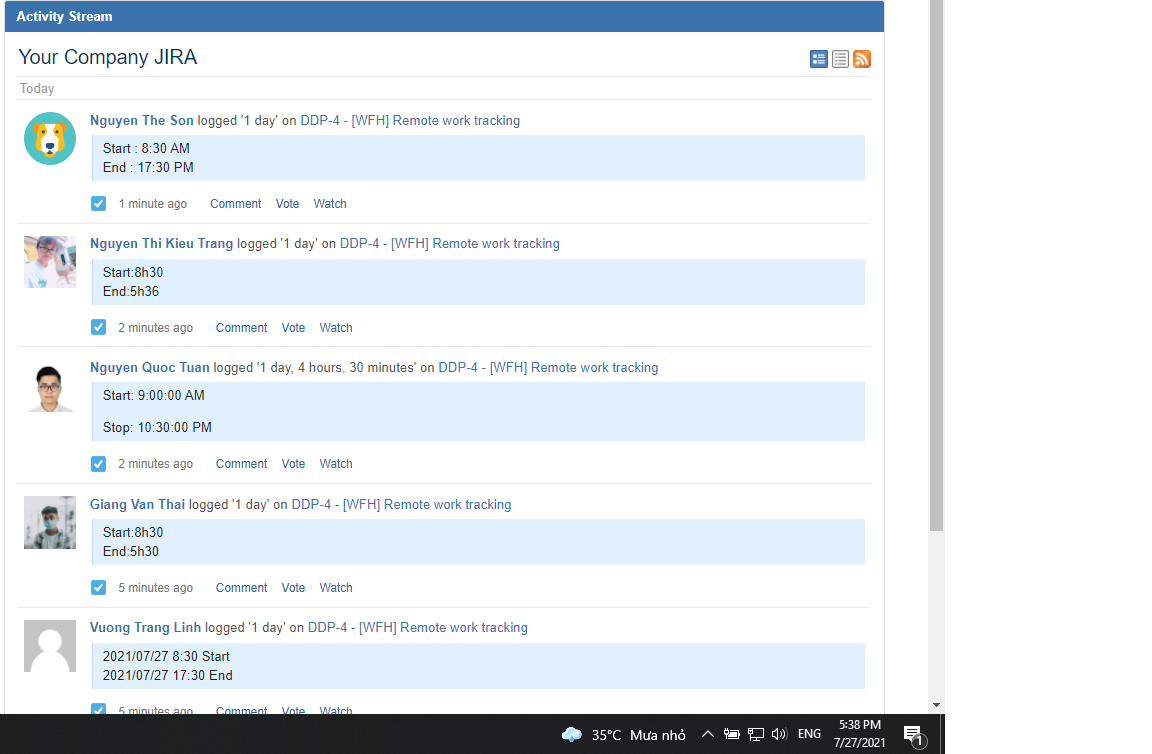 Activity Stream
Your Company JIRA
Today
Nguyen The Son logged '1 day' on DDP-4 - [WFH] Remote work tracking
Start : 8:30 AM
End : 17:30 PM
1 minute ago Comment Vote Watch
Nguyen Thi Kieu Trang logged '1 day' on DDP-4 - [WFH] Remote work tracking
Start:8h30
End:5h36
2 minutes ago Comment Vote Watch
Nguyen Quoc Tuan logged '1 day, 4 hours, 30 minutes' on DDP-4 - [WFH] Remote work tracking
Start: 9:00:00 AM
Stop: 10:30:00 PM
2 minutes ago Comment Vote Watch
Giang Van Thai logged '1 day' on DDP-4 - [WFH] Remote work tracking
Start:8h30
End:5h30
5 minutes ago Comment Vote Watch
Vuong Trang Linh logged '1 day' on DDP-4 - [WFH] Remote work tracking
2021/07/27 8:30 Start
2021/07/27 17:30 End
5 minutes ago Comment Vote Watch
35°C Mưa nhỏ ENG 5:38 PM
7/27/2021
1